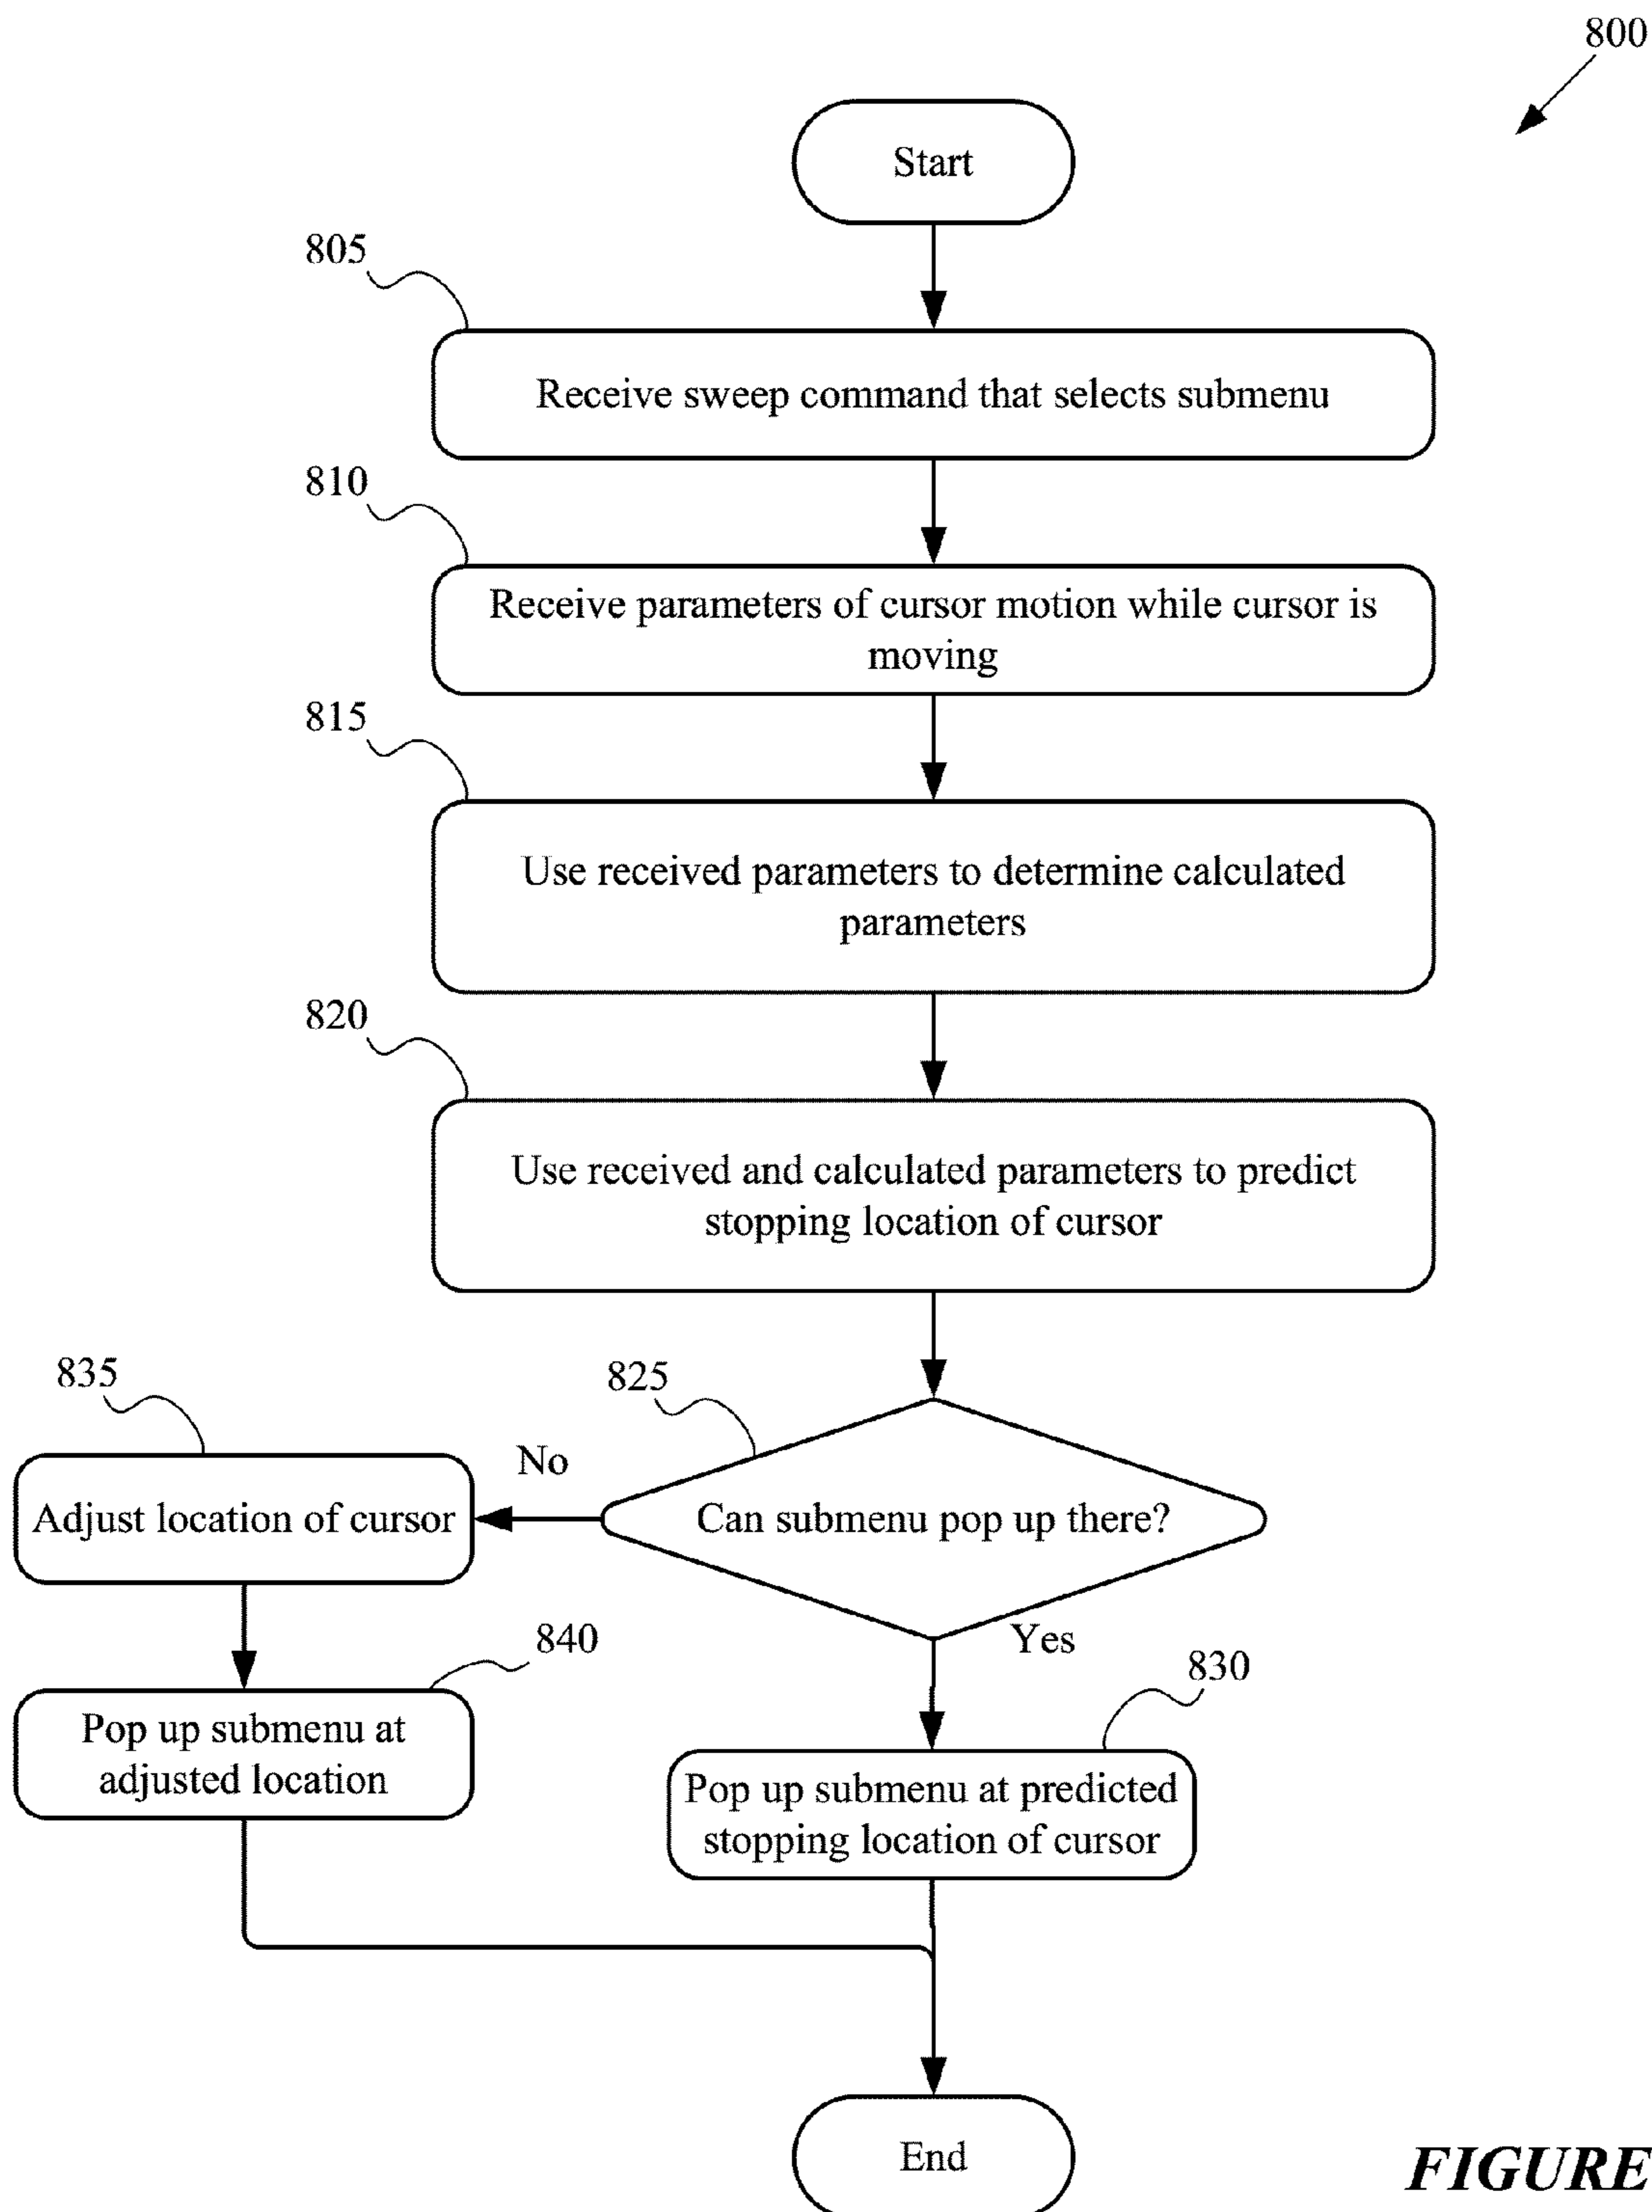 800
Start
805
Receive sweep command that selects submenu
810
Receive parameters of cursor motion while cursor is
moving
815
Use received parameters to determine calculated
parameters
820
Use received and calculated parameters to predict
stopping location of cursor
835
825
No
Adjust location of cursor
Can submenu pop up there?
840
Yes
830
Pop up submenu at
adjusted location
Pop up submenu at predicted
stopping location of cursor
End
FIGURE